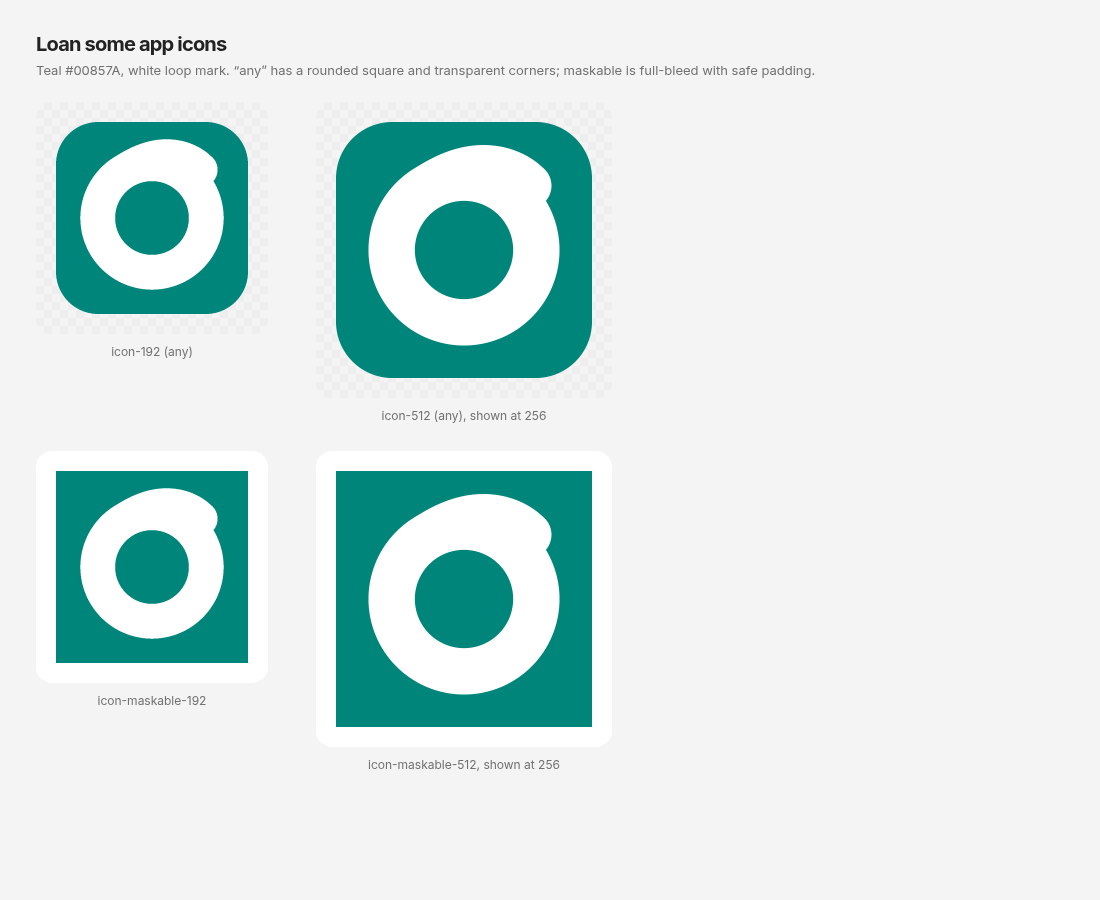 Loan some app icons
Teal #00857A, white loop mark. “any” has a rounded square and transparent corners; maskable is full-bleed with safe padding.
icon-192 (any)
icon-512 (any), shown at 256
icon-maskable-192
icon-maskable-512, shown at 256